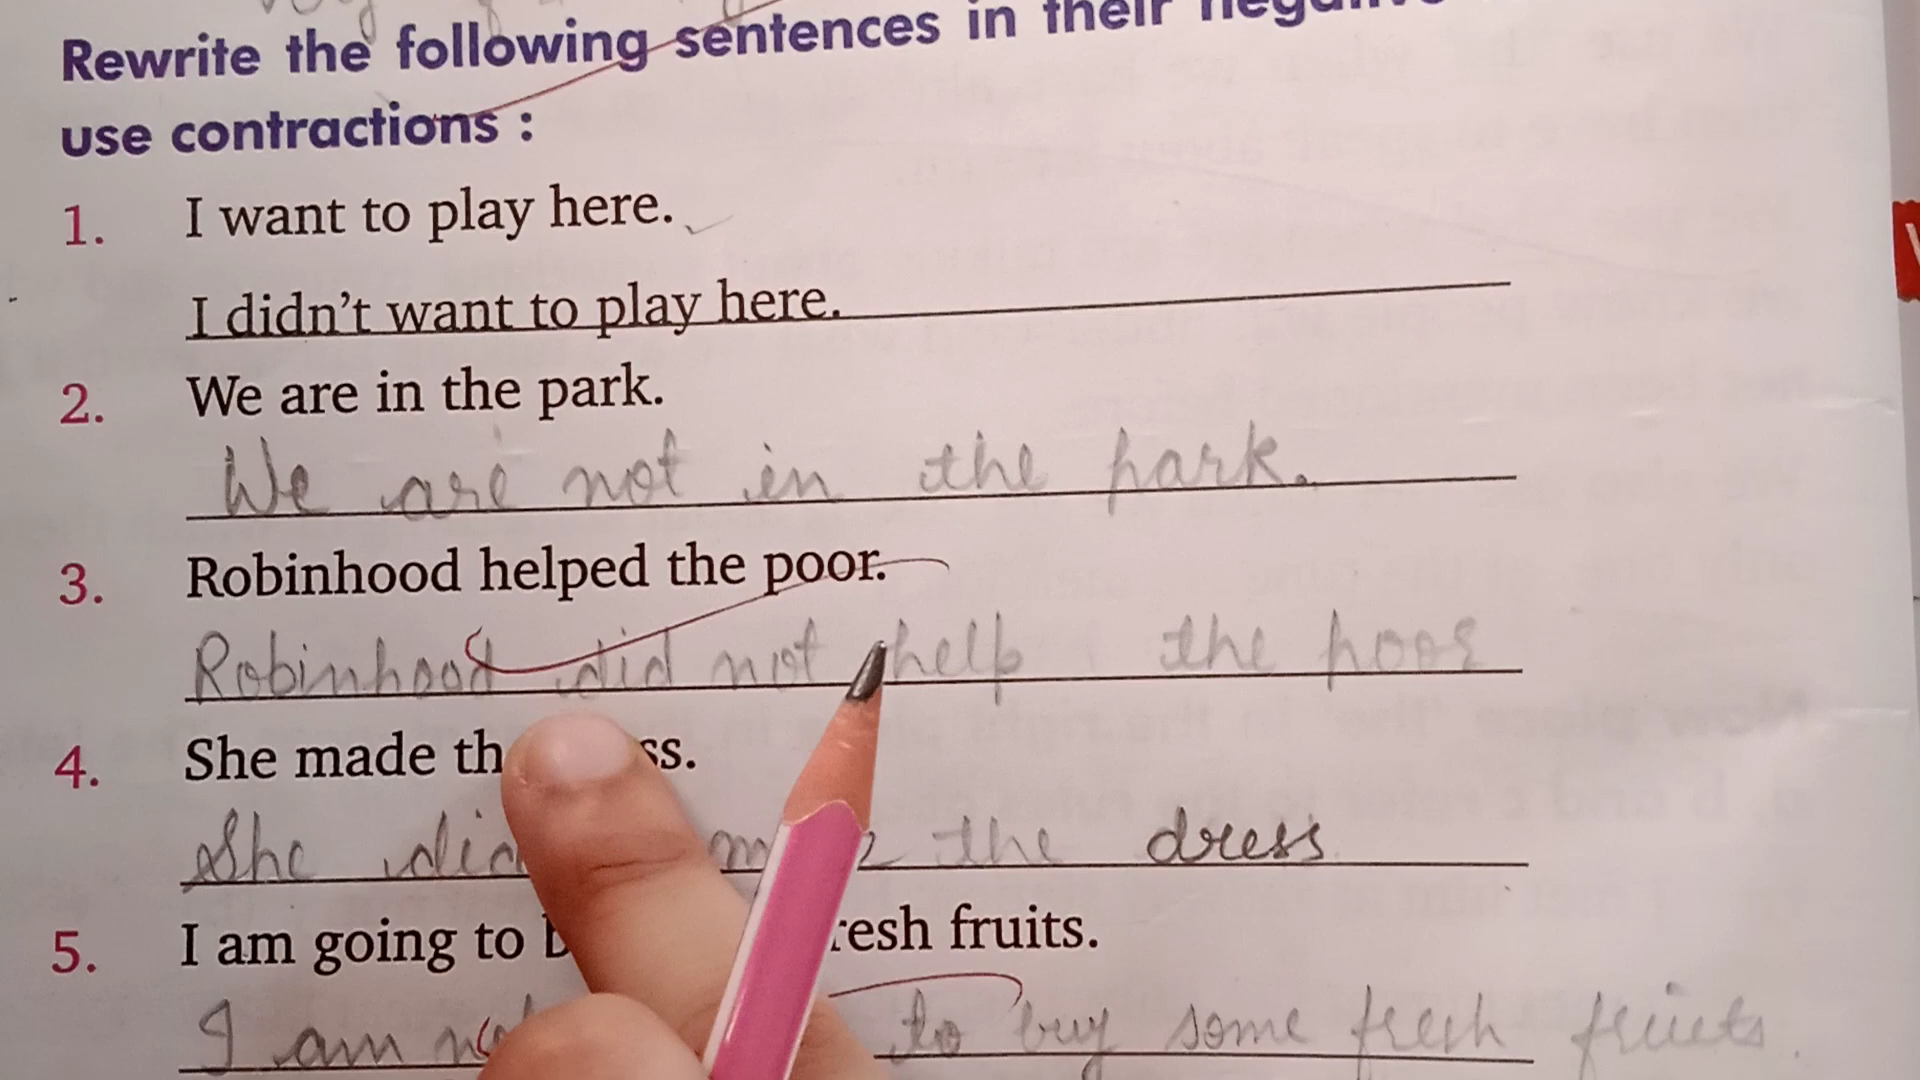 Rewrite the following sentences in their
use contractions :
1. I want to play here.
I didn't want to play here.
2. We are in the park.
We are not in the park.
3. Robinhood helped the poor.
Robinhood did not help the poor
4. She made
She the dress
5. I am going to fruits.
I am to buy some fresh fruits.